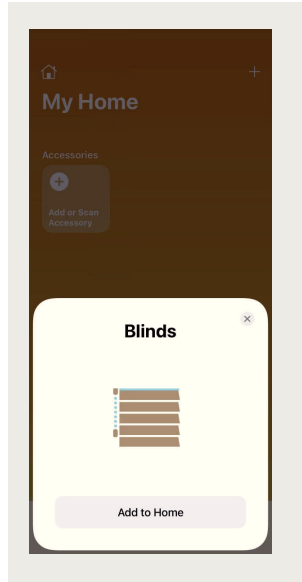 My Home
Accessories
Add or Scan
Accessory
Blinds
Add to Home